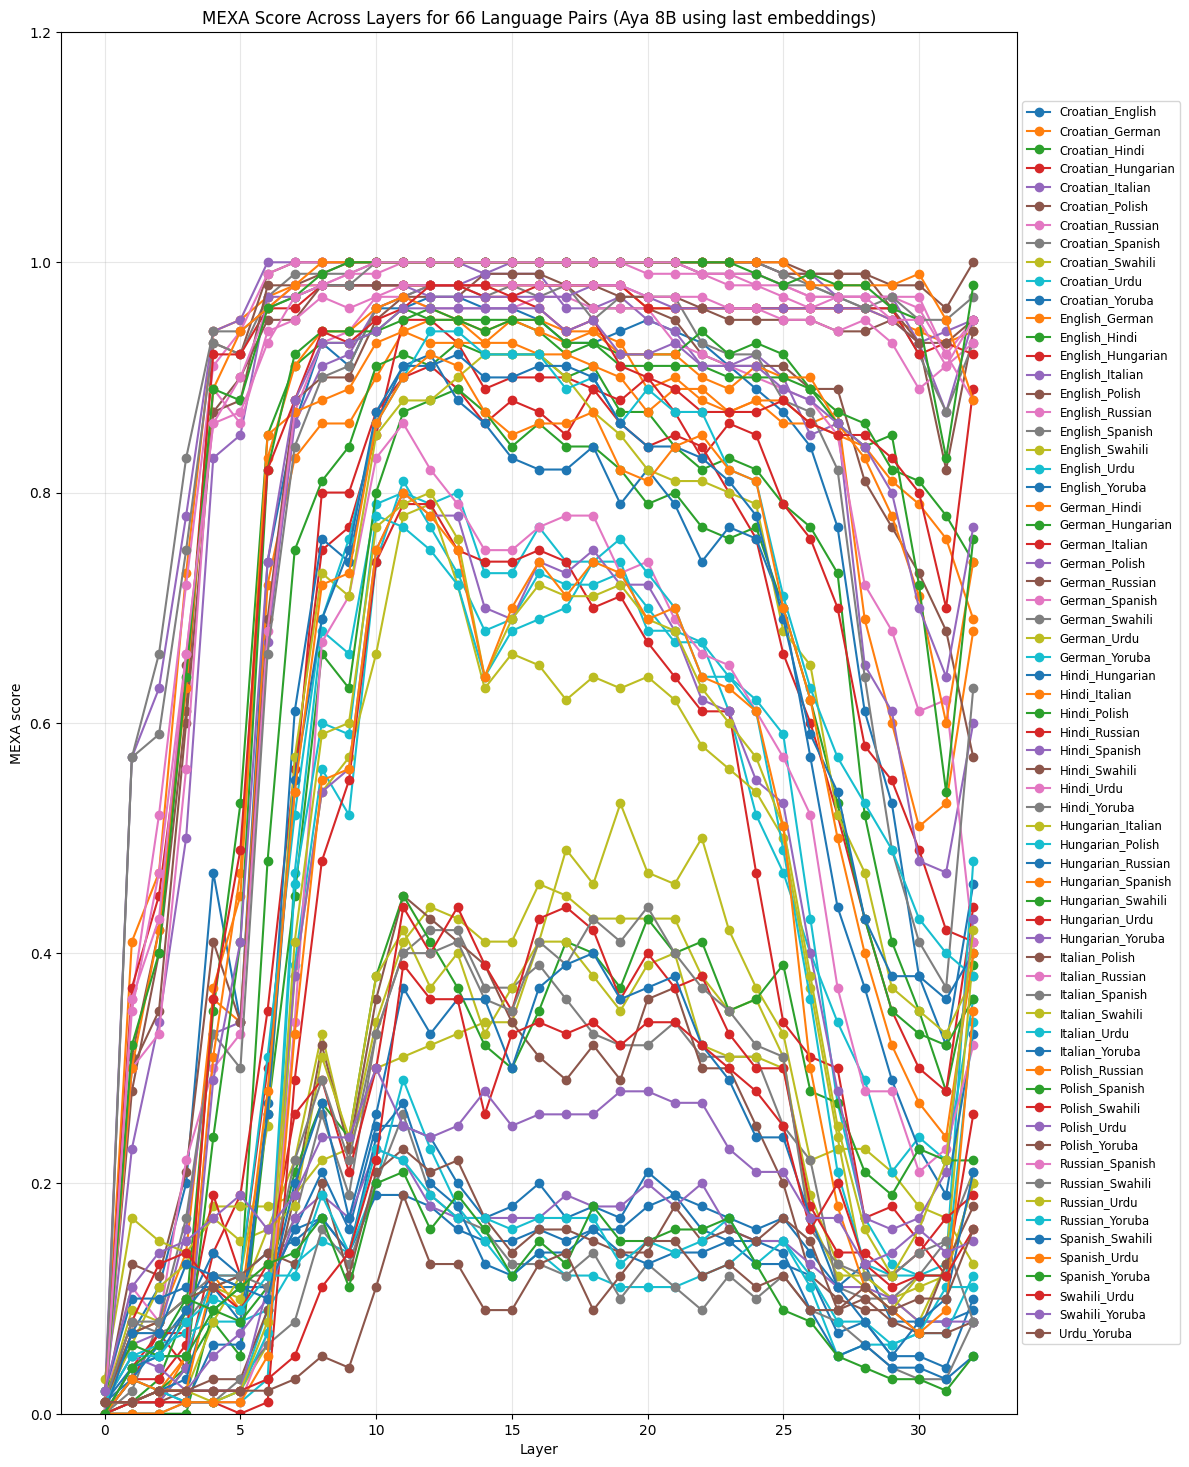 MEXA Score Across Layers for 66 Language Pairs (Aya 8B using last embeddings)
1.2
1.0
0.8
0.6
0.4
0.2
0.0
MEXA score
0
5
10
15
20
25
30
Layer
Croatian_English
Croatian_German
Croatian_Hindi
Croatian_Hungarian
Croatian_Italian
Croatian_Polish
Croatian_Russian
Croatian_Spanish
Croatian_Swahili
Croatian_Urdu
Croatian_Yoruba
English_German
English_Hindi
English_Hungarian
English_Italian
English_Polish
English_Russian
English_Spanish
English_Swahili
English_Urdu
English_Yoruba
German_Hindi
German_Hungarian
German_Italian
German_Polish
German_Russian
German_Spanish
German_Swahili
German_Urdu
German_Yoruba
Hindi_Hungarian
Hindi_Italian
Hindi_Polish
Hindi_Russian
Hindi_Spanish
Hindi_Swahili
Hindi_Urdu
Hindi_Yoruba
Hungarian_Italian
Hungarian_Polish
Hungarian_Russian
Hungarian_Spanish
Hungarian_Swahili
Hungarian_Urdu
Hungarian_Yoruba
Italian_Polish
Italian_Russian
Italian_Spanish
Italian_Swahili
Italian_Urdu
Italian_Yoruba
Polish_Russian
Polish_Spanish
Polish_Swahili
Polish_Urdu
Polish_Yoruba
Russian_Spanish
Russian_Swahili
Russian_Urdu
Russian_Yoruba
Spanish_Swahili
Spanish_Urdu
Spanish_Yoruba
Swahili_Urdu
Swahili_Yoruba
Urdu_Yoruba